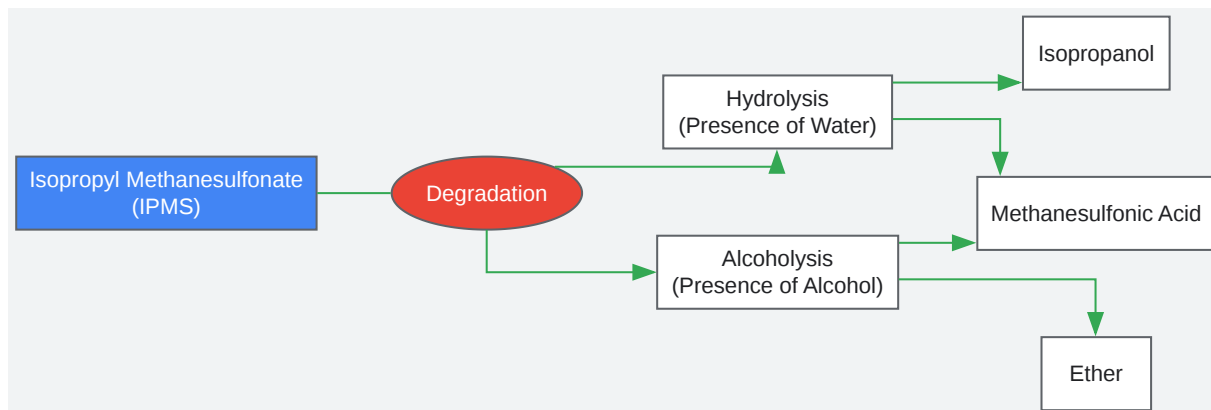 Isopropyl Methanesulfonate
(IPMS)
Degradation
Hydrolysis
(Presence of Water)
Alcoholysis
(Presence of Alcohol)
Isopropanol
Methanesulfonic Acid
Ether